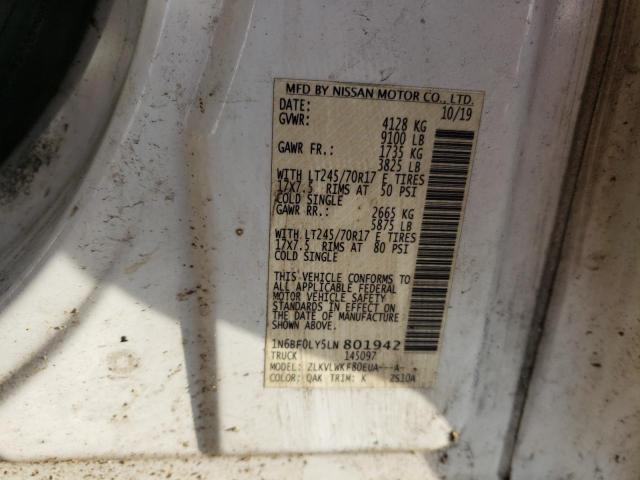 MFD BY NISSAN MOTOR CO., LTD.
DATE: 10/19
GVWR: 4128 KG
9100 LB
GAWR FR.: 1735 KG
3825 LB
WITH LT245/70R17 E TIRES
17X7.5 RIMS AT 50 PSI
COLD SINGLE
GAWR RR.: 2665 KG
5875 LB
WITH LT245/70R17 E TIRES
17X7.5 RIMS AT 80 PSI
COLD SINGLE
THIS VEHICLE CONFORMS TO
ALL APPLICABLE FEDERAL
MOTOR VEHICLE SAFETY
STANDARDS IN EFFECT ON
THE DATE OF MANUFACTURE
SHOWN ABOVE.
1N6BF0LY5LN 801942
TRUCK 145097
MODEL: ZLKVLWKF80EUA---A--
COLOR: QAK TRIM: K 2S10A